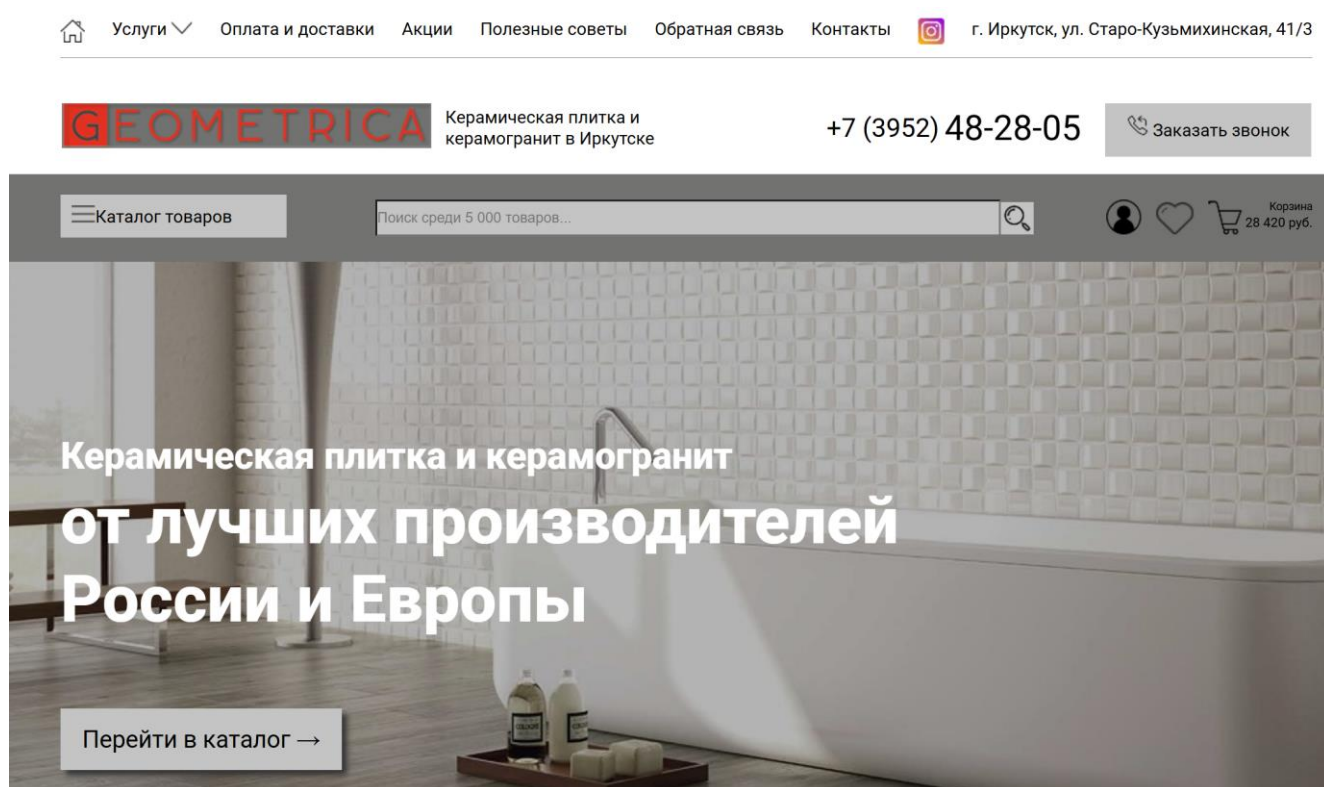 Услуги Оплата и доставки Акции Полезные советы Обратная связь Контакты г. Иркутск, ул. Старо-Кузьмихинская, 41/3
GEOMETRICA
Керамическая плитка и
керамогранит в Иркутске
+7 (3952) 48-28-05
Заказать звонок
Каталог товаров
Поиск среди 5 000 товаров...
Корзина
28 420 руб.
Керамическая плитка и керамогранит
от лучших производителей
России и Европы
Перейти в каталог →